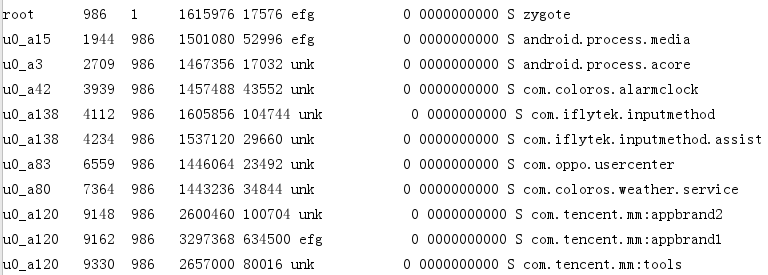 root 986 1 1615976 17576 efg 0 0000000000 S zygote
u0_a15 1944 986 1501080 52996 efg 0 0000000000 S android.process.media
u0_a3 2709 986 1467356 17032 unk 0 0000000000 S android.process.acore
u0_a42 3939 986 1457488 43552 unk 0 0000000000 S com.coloros.alarmclock
u0_a138 4112 986 1605856 104744 unk 0 0000000000 S com.iflytek.inputmethod
u0_a138 4234 986 1537120 29660 unk 0 0000000000 S com.iflytek.inputmethod.assist
u0_a83 6559 986 1446064 23492 unk 0 0000000000 S com.oppo.usercenter
u0_a80 7364 986 1443236 34844 unk 0 0000000000 S com.coloros.weather.service
u0_a120 9148 986 2600460 100704 unk 0 0000000000 S com.tencent.mm:appbrand2
u0_a120 9162 986 3297368 634500 efg 0 0000000000 S com.tencent.mm:appbrand1
u0_a120 9330 986 2657000 80016 unk 0 0000000000 S com.tencent.mm:tools